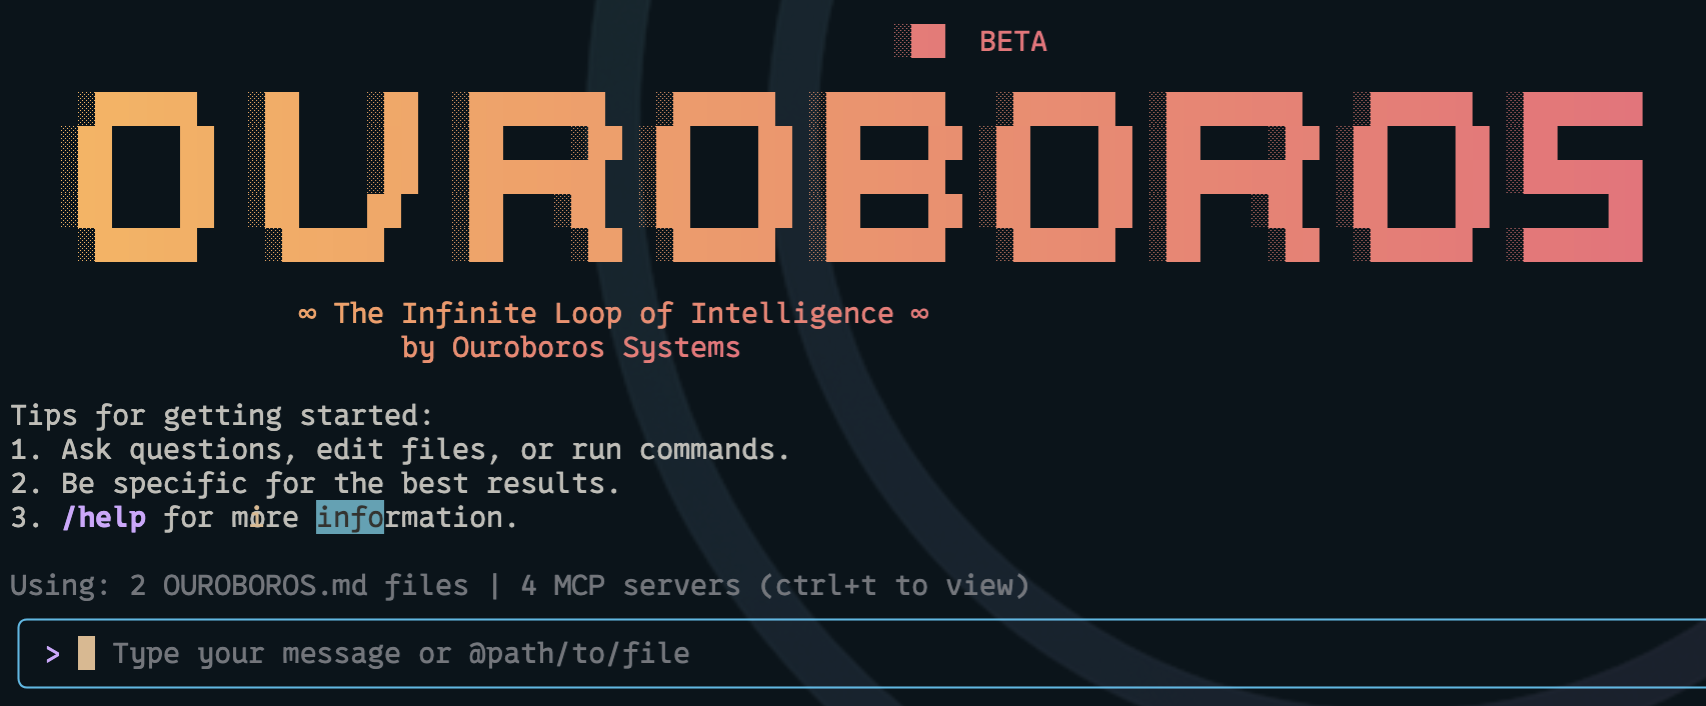 BETA
OUROBOROS
∞ The Infinite Loop of Intelligence ∞
by Ouroboros Systems
Tips for getting started:
1. Ask questions, edit files, or run commands.
2. Be specific for the best results.
3. /help for more information.
Using: 2 OUROBOROS.md files | 4 MCP servers (ctrl+t to view)
> Type your message or @path/to/file